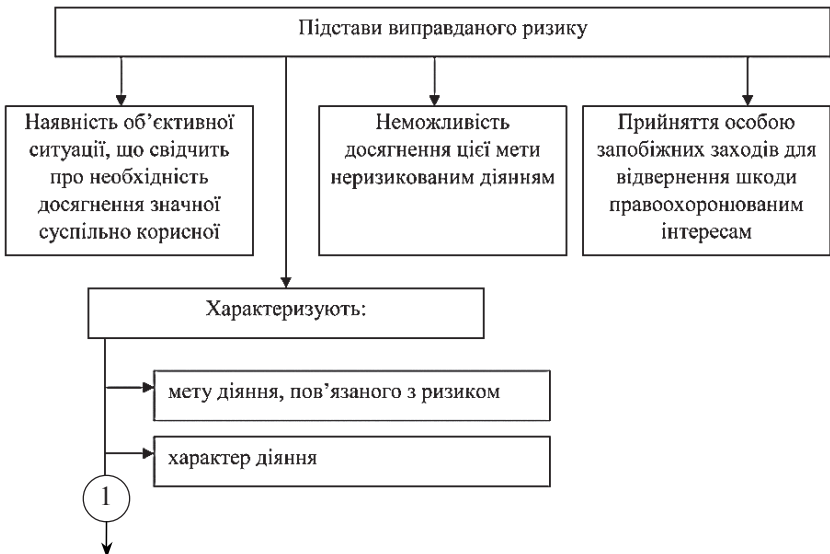 Підстави виправданого ризику
Наявність об’єктивної
ситуації, що свідчить
про необхідність
досягнення значної
суспільно корисної
Неможливість
досягнення цієї мети
неризикованим діянням
Прийняття особою
запобіжних заходів для
відвернення шкоди
правоохоронюваним
інтересам
Характеризують:
мету діяння, пов’язаного з ризиком
характер діяння
1